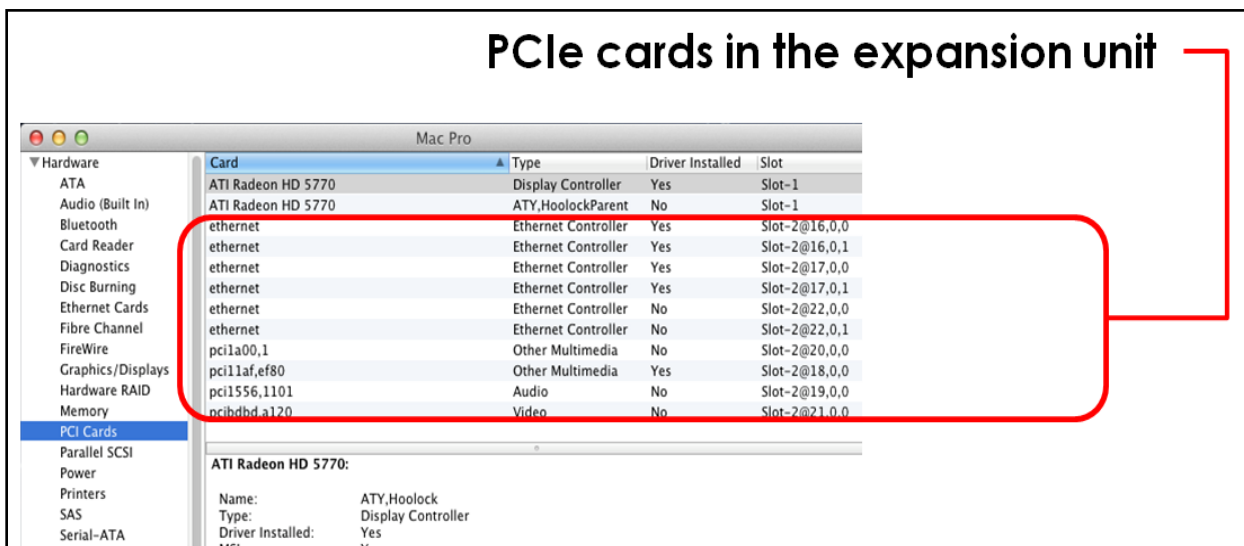 PCIe cards in the expansion unit
Mac Pro
Hardware Card Type Driver Installed Slot
ATA ATI Radeon HD 5770 Display Controller Yes Slot-1
Audio (Built In) ATI Radeon HD 5770 ATY,HoolockParent No Slot-1
Bluetooth ethernet Ethernet Controller Yes Slot-2@16,0,0
Card Reader ethernet Ethernet Controller Yes Slot-2@16,0,1
Diagnostics ethernet Ethernet Controller Yes Slot-2@17,0,0
Disc Burning ethernet Ethernet Controller Yes Slot-2@17,0,1
Ethernet Cards ethernet Ethernet Controller No Slot-2@22,0,0
Fibre Channel ethernet Ethernet Controller No Slot-2@22,0,1
FireWire pci1a00,1 Other Multimedia No Slot-2@20,0,0
Graphics/Displays pci11af,ef80 Other Multimedia Yes Slot-2@18,0,0
Hardware RAID pci1556,1101 Audio No Slot-2@19,0,0
Memory pcibdbd,a120 Video No Slot-2@21,0,0
PCI Cards
Parallel SCSI
ATI Radeon HD 5770:
Power
Printers Name: ATY,Hoolock
SAS Type: Display Controller
Serial-ATA Driver Installed: Yes